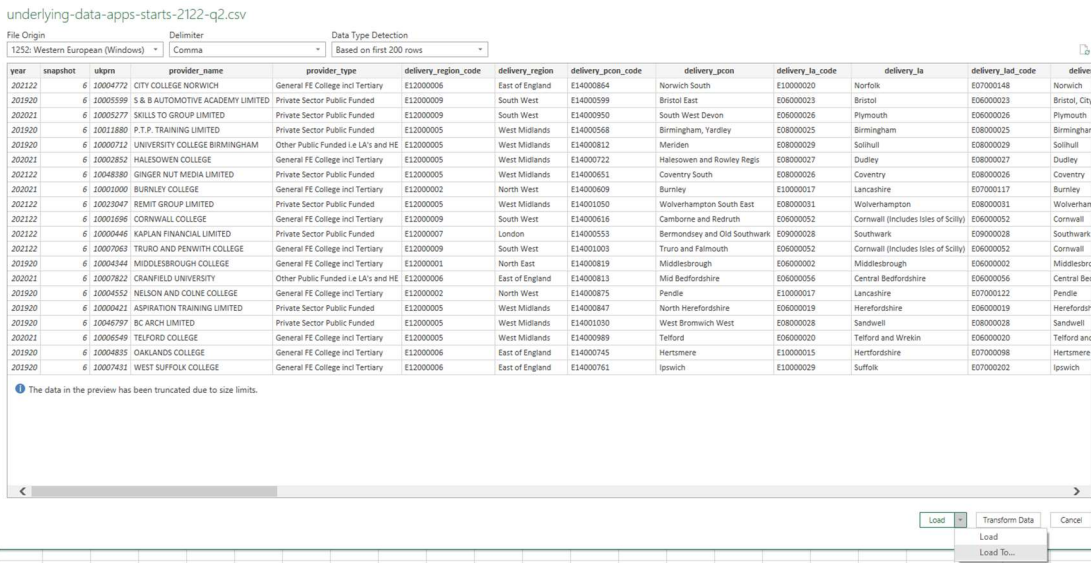 underlying-data-apps-starts-2122-q2.csv
File Origin Delimiter Data Type Detection
1252: Western European (Windows) Comma Based on first 200 rows
year snapshot ukprn provider_name provider_type delivery_region_code delivery_region delivery_pcon_code delivery_pcon delivery_la_code delivery_la delivery_lad_code delive
202122 6 10004772 CITY COLLEGE NORWICH General FE College incl Tertiary E12000006 East of England E14000864 Norwich South E10000020 Norfolk E07000148 Norwich
201920 6 10005599 S & B AUTOMOTIVE ACADEMY LIMITED Private Sector Public Funded E12000009 South West E14000599 Bristol East E06000023 Bristol E06000023 Bristol, City
202021 6 10005277 SKILLS TO GROUP LIMITED Private Sector Public Funded E12000009 South West E14000950 South West Devon E06000026 Plymouth E06000026 Plymouth
201920 6 10011880 P.T.P. TRAINING LIMITED Private Sector Public Funded E12000005 West Midlands E14000568 Birmingham, Yardley E08000025 Birmingham E08000025 Birmingha
201920 6 10000712 UNIVERSITY COLLEGE BIRMINGHAM Other Public Funded i.e LA's and HE E12000005 West Midlands E14000812 Meriden E08000029 Solihull E08000029 Solihull
202021 6 10002852 HALESOWEN COLLEGE General FE College incl Tertiary E12000005 West Midlands E14000722 Halesowen and Rowley Regis E08000027 Dudley E08000027 Dudley
202122 6 10048380 GINGER NUT MEDIA LIMITED Private Sector Public Funded E12000005 West Midlands E14000651 Coventry South E08000026 Coventry E08000026 Coventry
202021 6 10001000 BURNLEY COLLEGE General FE College incl Tertiary E12000002 North West E14000609 Burnley E10000017 Lancashire E07000117 Burnley
201920 6 10023047 REMIT GROUP LIMITED Private Sector Public Funded E12000005 West Midlands E14001050 Wolverhampton South East E08000031 Wolverhampton E08000031 Wolverham
202122 6 10001696 CORNWALL COLLEGE General FE College incl Tertiary E12000009 South West E14000616 Camborne and Redruth E06000052 Cornwall (Includes Isles of Scilly) E06000052 Cornwall
202122 6 10000446 KAPLAN FINANCIAL LIMITED Private Sector Public Funded E12000007 London E14000553 Bermondsey and Old Southwark E09000028 Southwark E09000028 Southwark
202122 6 10007063 TRURO AND PENWITH COLLEGE General FE College incl Tertiary E12000009 South West E14001003 Truro and Falmouth E06000052 Cornwall (Includes Isles of Scilly) E06000052 Cornwall
201920 6 10004344 MIDDLESBROUGH COLLEGE General FE College incl Tertiary E12000001 North East E14000819 Middlesbrough E06000002 Middlesbrough E06000002 Middlesbro
202021 6 10007822 CRANFIELD UNIVERSITY Other Public Funded i.e LA's and HE E12000006 East of England E14000813 Mid Bedfordshire E06000056 Central Bedfordshire E06000056 Central Bed
201920 6 10004552 NELSON AND COLNE COLLEGE General FE College incl Tertiary E12000002 North West E14000875 Pendle E10000017 Lancashire E07000122 Pendle
201920 6 10000421 ASPIRATION TRAINING LIMITED Private Sector Public Funded E12000005 West Midlands E14000847 North Herefordshire E06000019 Herefordshire E06000019 Herefordsh
201920 6 10046797 BC ARCH LIMITED Private Sector Public Funded E12000005 West Midlands E14001030 West Bromwich West E08000028 Sandwell E08000028 Sandwell
202021 6 10006549 TELFORD COLLEGE General FE College incl Tertiary E12000005 West Midlands E14000989 Telford E06000020 Telford and Wrekin E06000020 Telford and
201920 6 10004835 OAKLANDS COLLEGE General FE College incl Tertiary E12000006 East of England E14000745 Hertsmere E10000015 Hertfordshire E07000098 Hertsmere
201920 6 10007431 WEST SUFFOLK COLLEGE General FE College incl Tertiary E12000006 East of England E14000761 Ipswich E10000029 Suffolk E07000202 Ipswich
The data in the preview has been truncated due to size limits.
Load Transform Data Cancel
Load
Load To...